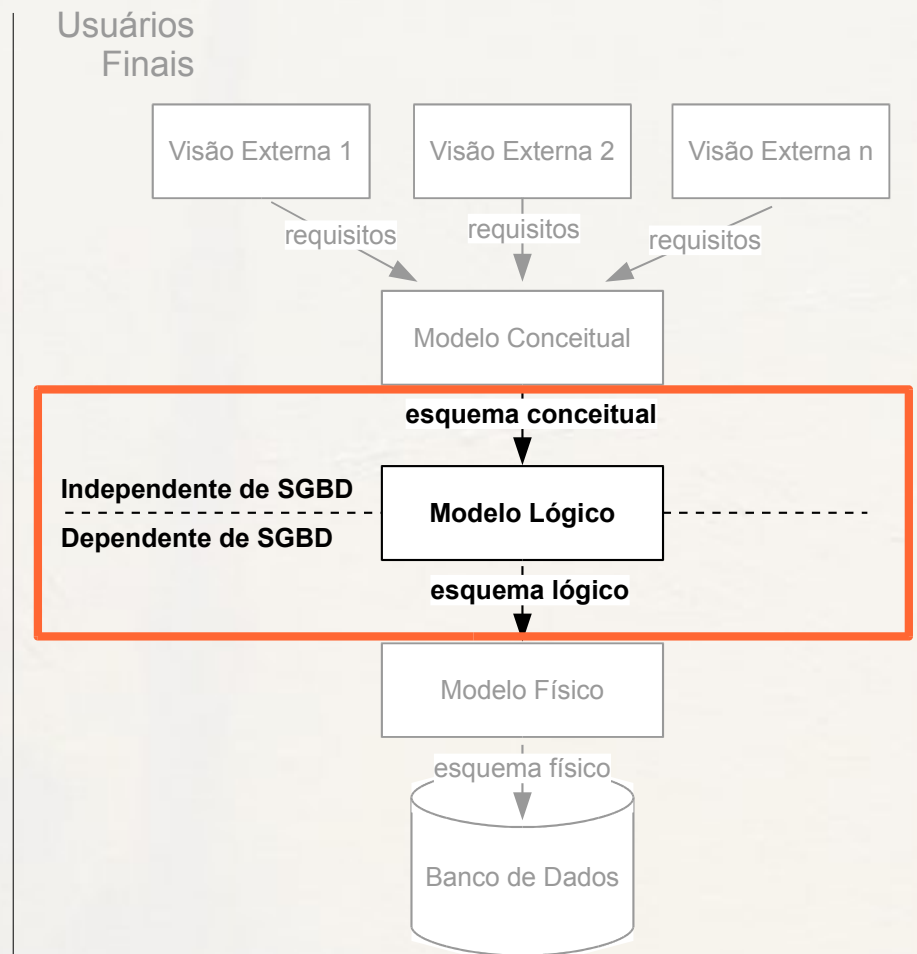 Usuários
Finais
Visão Externa 1
Visão Externa 2
Visão Externa n
requisitos
requisitos
requisitos
Modelo Conceitual
esquema conceitual
Independente de SGBD
Modelo Lógico
Dependente de SGBD
esquema lógico
Modelo Físico
esquema físico
Banco de Dados